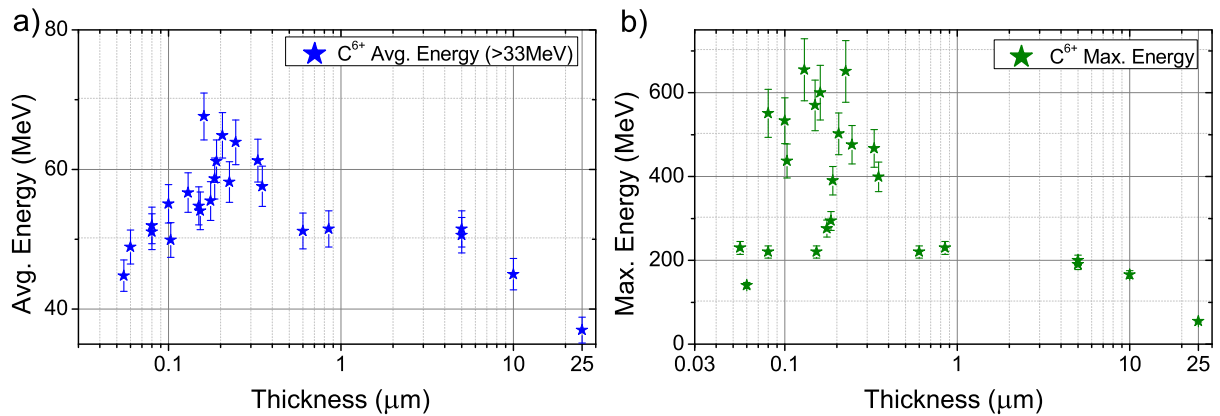 a)
80
60
40
Avg. Energy (MeV)
★ C⁶⁺ Avg. Energy (>33MeV)
0.1 1 10 25
Thickness (μm)
b)
600
400
200
0
Max. Energy (MeV)
★ C⁶⁺ Max. Energy
0.03 0.1 1 10 25
Thickness (μm)